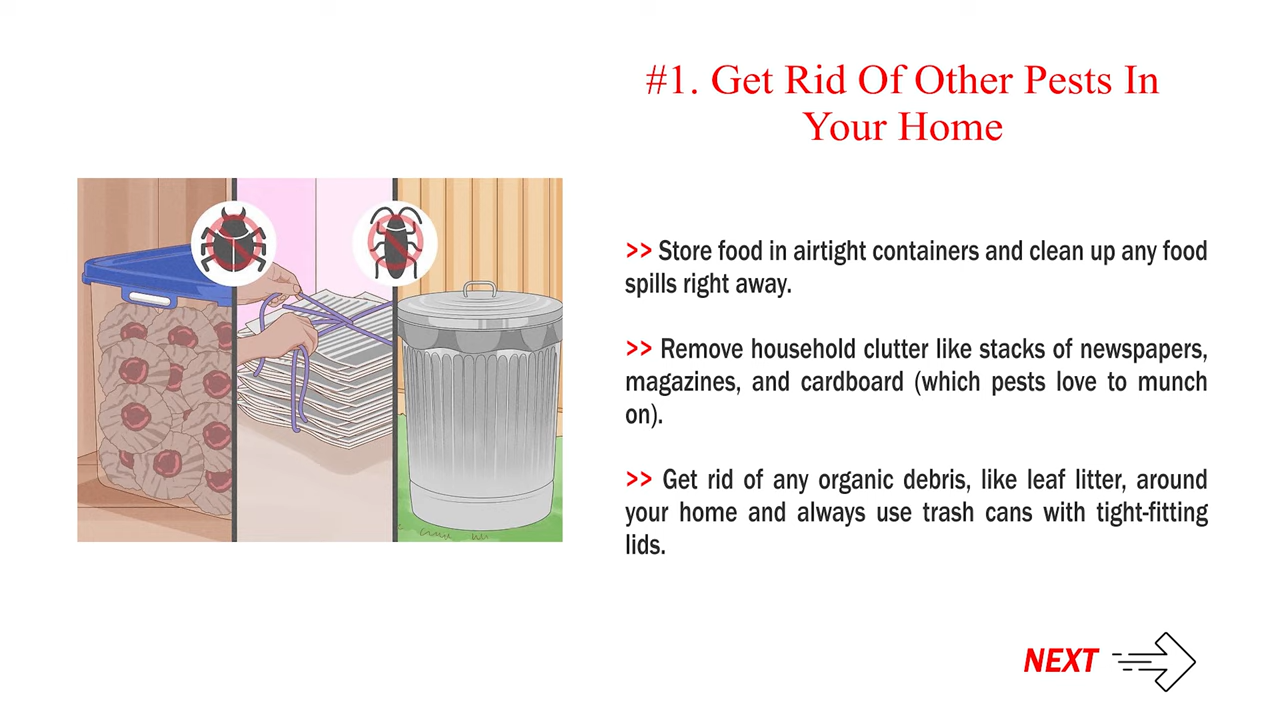 #1. Get Rid Of Other Pests In
Your Home
>> Store food in airtight containers and clean up any food
spills right away.
>> Remove household clutter like stacks of newspapers,
magazines, and cardboard (which pests love to munch
on).
>> Get rid of any organic debris, like leaf litter, around
your home and always use trash cans with tight-fitting
lids.
NEXT